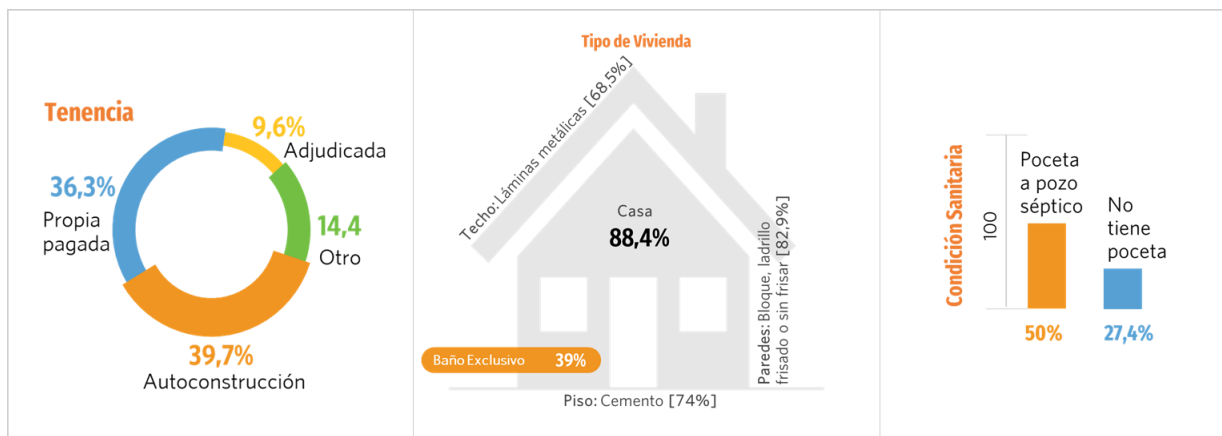 Tenencia
9,6%
Adjudicada
36,3%
Propia
pagada
14,4
Otro
39,7%
Autoconstrucción
Tipo de Vivienda
Techo: Láminas metálicas [68,5%]
Casa
88,4%
Paredes: Bloque, ladrillo
frisado o sin frisar [82,9%]
Baño Exclusivo 39%
Piso: Cemento [74%]
Condición Sanitaria
100
Poceta
a pozo
séptico
No
tiene
poceta
50%
27,4%